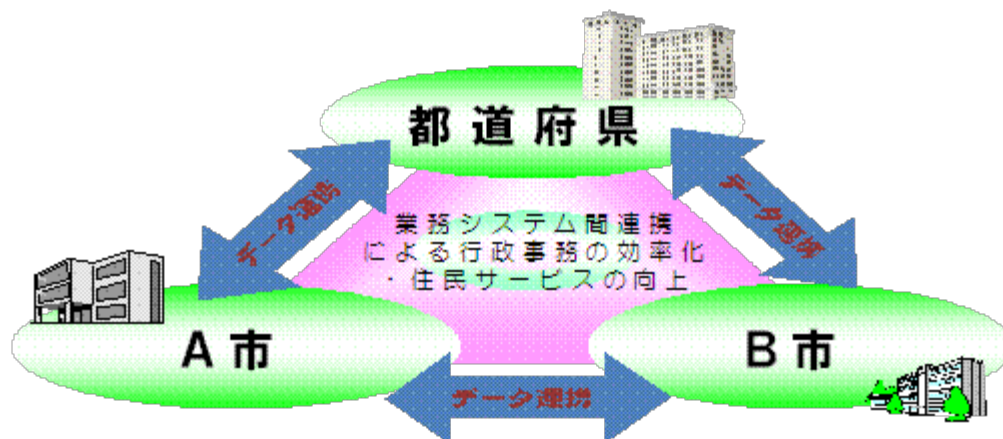 都道府県
データ連携
データ連携
業務システム間連携
による行政事務の効率化
・住民サービスの向上
A市
B市
データ連携